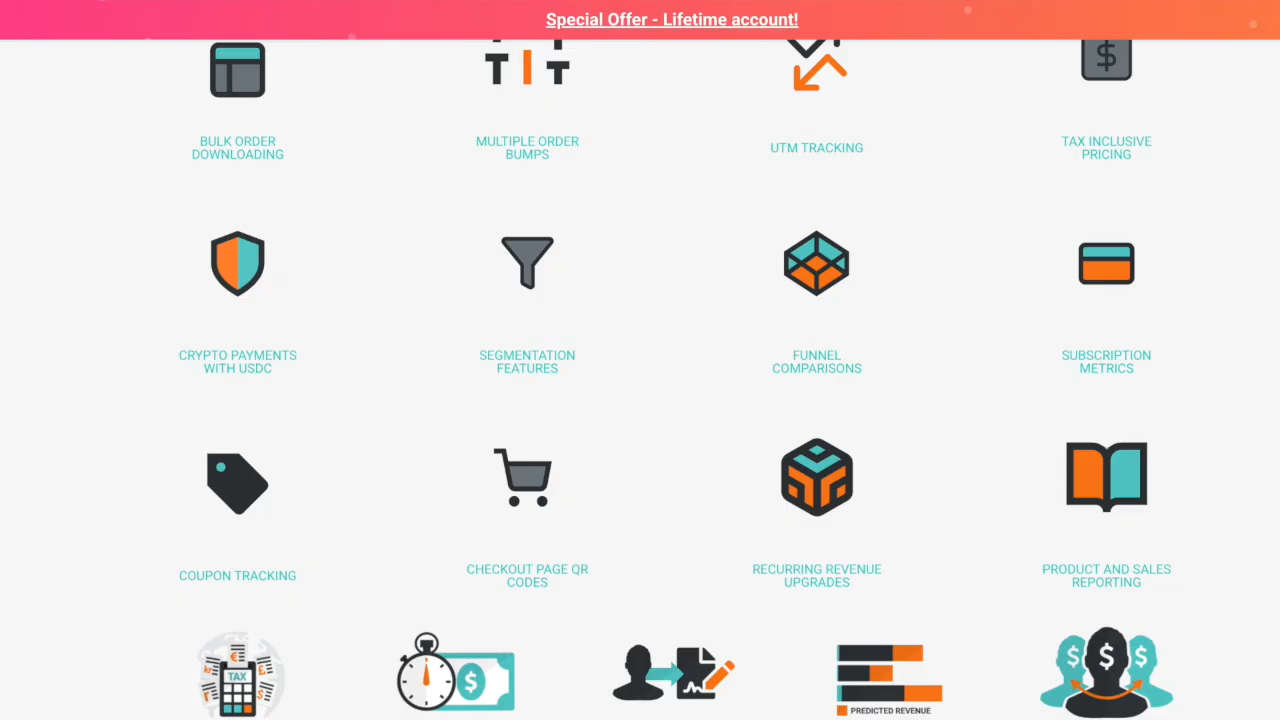 Special Offer - Lifetime account!
BULK ORDER
DOWNLOADING
MULTIPLE ORDER
BUMPS
UTM TRACKING
TAX INCLUSIVE
PRICING
CRYPTO PAYMENTS
WITH USDC
SEGMENTATION
FEATURES
FUNNEL
COMPARISONS
SUBSCRIPTION
METRICS
COUPON TRACKING
CHECKOUT PAGE QR
CODES
RECURRING REVENUE
UPGRADES
PRODUCT AND SALES
REPORTING
TAX
PREDICTED REVENUE